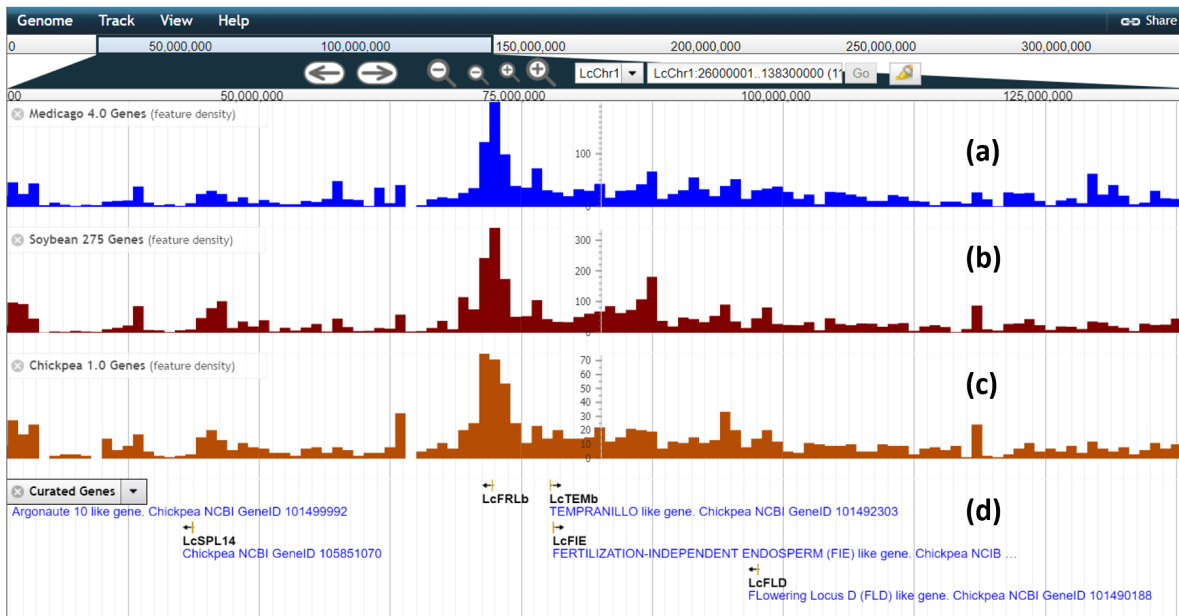 Genome Track View Help Share
0 50,000,000 100,000,000 150,000,000 200,000,000 250,000,000 300,000,000
LcChr1 LcChr1:26000001..138300000 (11 Go
00 50,000,000 75,000,000 100,000,000 125,000,000
Medicago 4.0 Genes (feature density)
(a)
100
0
Soybean 275 Genes (feature density)
(b)
300
200
100
0
Chickpea 1.0 Genes (feature density)
(c)
70
60
50
40
30
20
10
0
Curated Genes
(d)
LcFRLb LcTEMb
Argonaute 10 like gene. Chickpea NCBI GeneID 101499992 TEMPRANILLO like gene. Chickpea NCBI GeneID 101492303
LcSPL14 LcFIE
Chickpea NCBI GeneID 105851070 FERTILIZATION-INDEPENDENT ENDOSPERM (FIE) like gene. Chickpea NCIB ...
LcFLD
FLowering Locus D (FLD) like gene. Chickpea NCBI GeneID 101490188